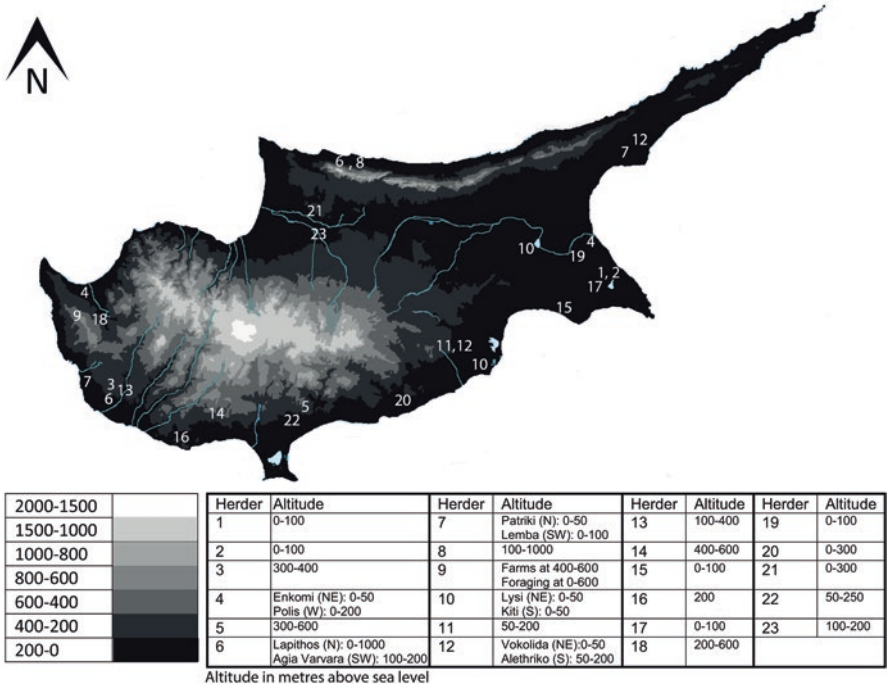 N
6 , 8
12
7
21
23
10
4
19
1, 2
17
15
4
9
18
11,12
10
7
3
13
6
5
20
14
22
16
2000-1500
1500-1000
1000-800
800-600
600-400
400-200
200-0
Herder Altitude Herder Altitude Herder Altitude Herder Altitude
1 0-100 7 Patriki (N): 0-50 13 100-400 19 0-100
Lemba (SW): 0-100
2 0-100 8 100-1000 14 400-600 20 0-300
3 300-400 9 Farms at 400-600 15 0-100 21 0-300
Foraging at 0-600
4 Enkomi (NE): 0-50 10 Lysi (NE): 0-50 16 200 22 50-250
Polis (W): 0-200 Kiti (S): 0-50
5 300-600 11 50-200 17 0-100 23 100-200
6 Lapithos (N): 0-1000 12 Vokolida (NE):0-50 18 200-600
Agia Varvara (SW): 100-200 Alethriko (S): 50-200
Altitude in metres above sea level